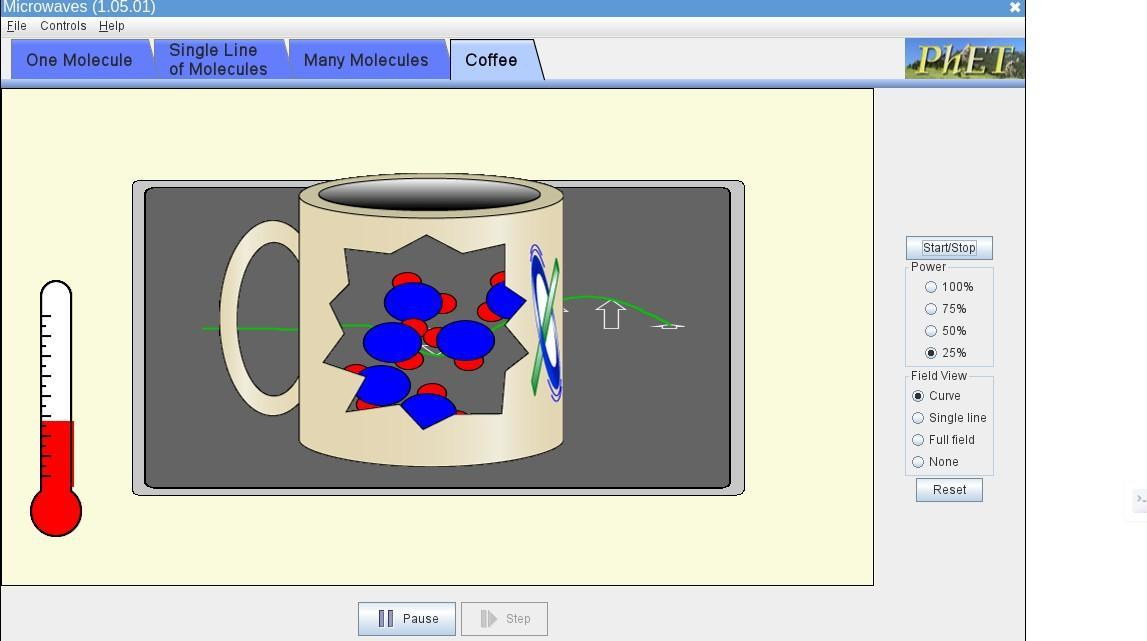 Microwaves (1.05.01)
File Controls Help
One Molecule
Single Line
of Molecules
Many Molecules
Coffee
PhET
Start/Stop
Power
100%
75%
50%
25%
Field View
Curve
Single line
Full field
None
Reset
Pause
Step